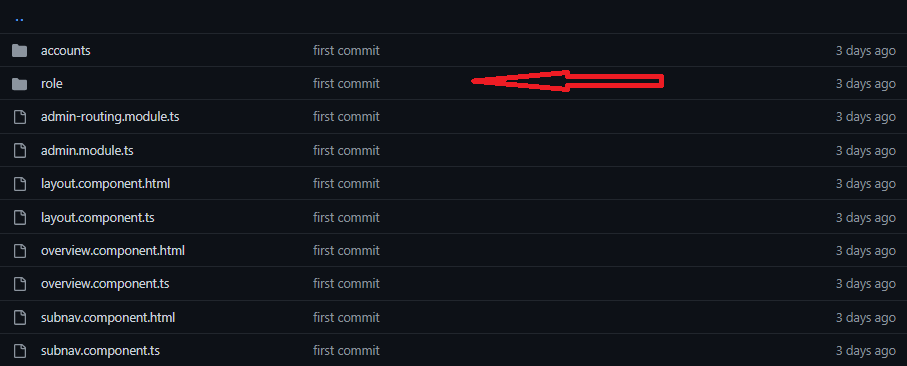 ..
accounts first commit 3 days ago
role first commit 3 days ago
admin-routing.module.ts first commit 3 days ago
admin.module.ts first commit 3 days ago
layout.component.html first commit 3 days ago
layout.component.ts first commit 3 days ago
overview.component.html first commit 3 days ago
overview.component.ts first commit 3 days ago
subnav.component.html first commit 3 days ago
subnav.component.ts first commit 3 days ago